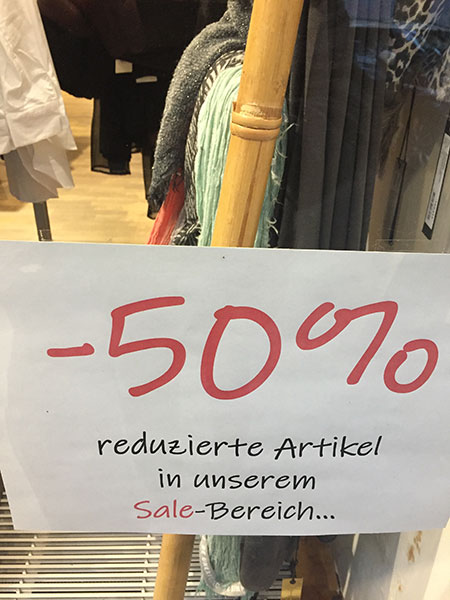 -50%
reduzierte Artikel
in unserem
Sale-Bereich...